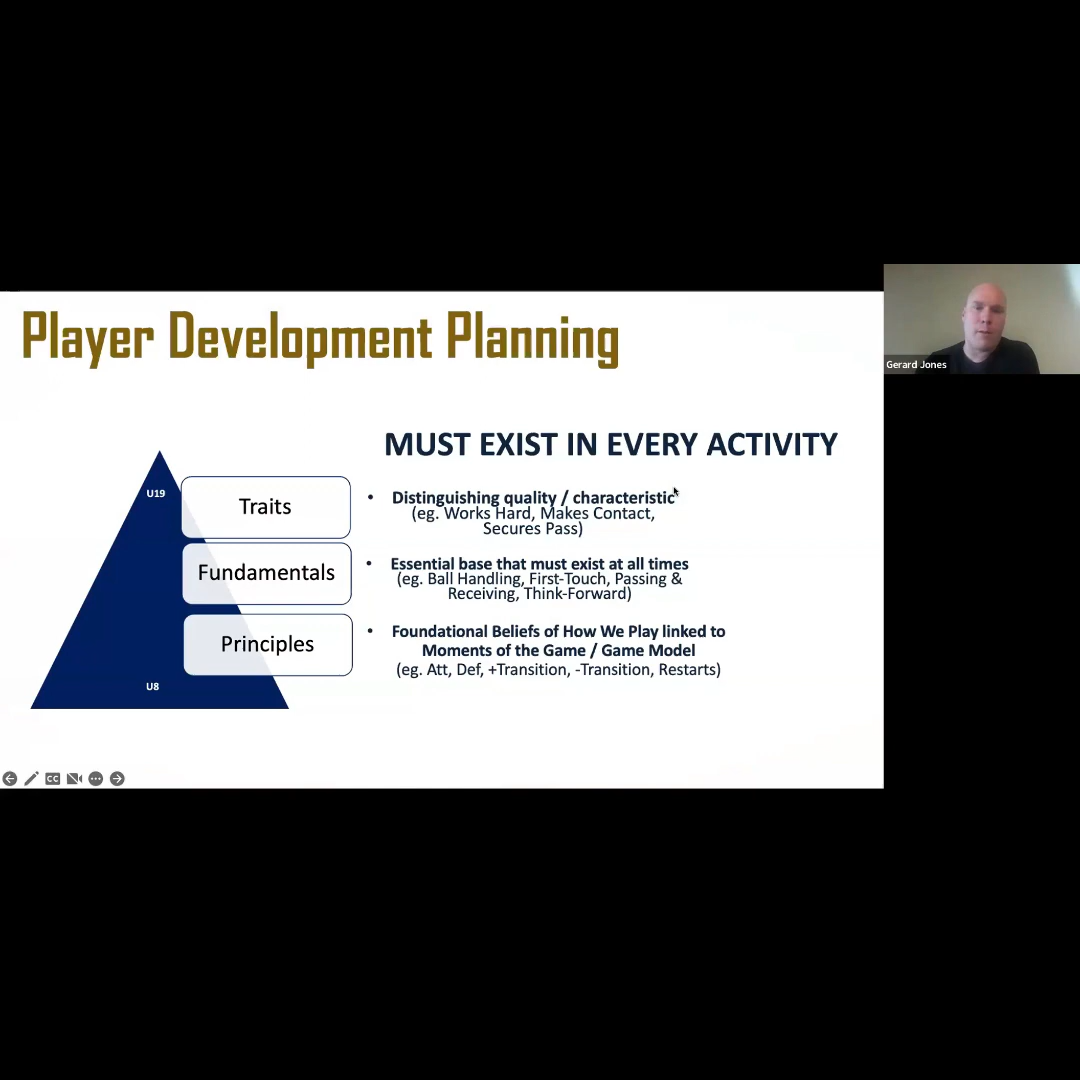 Player Development Planning
Gerard Jones
MUST EXIST IN EVERY ACTIVITY
U19
Traits
• Distinguishing quality / characteristic
(eg. Works Hard, Makes Contact,
Secures Pass)
Fundamentals
• Essential base that must exist at all times
(eg. Ball Handling, First-Touch, Passing &
Receiving, Think-Forward)
Principles
• Foundational Beliefs of How We Play linked to
Moments of the Game / Game Model
(eg. Att, Def, +Transition, -Transition, Restarts)
U8
CC